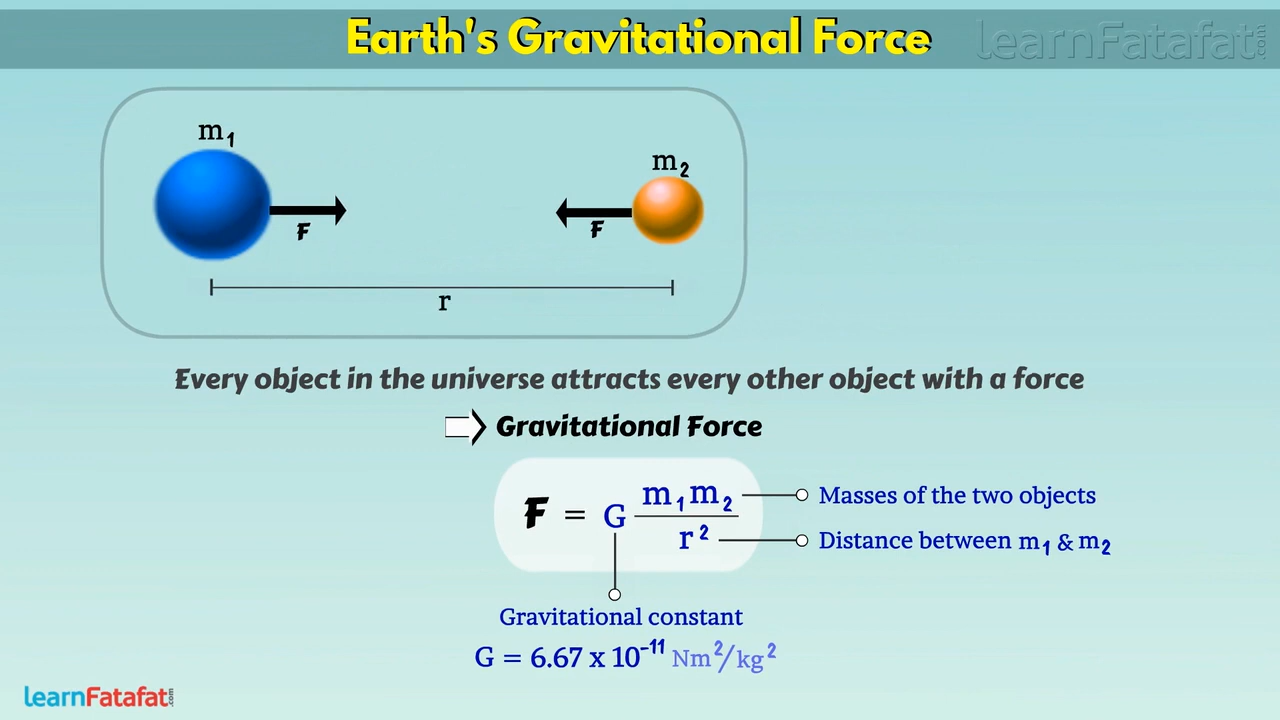 Earth's Gravitational Force
learnFatafat.com
m₁
m₂
F
F
r
Every object in the universe attracts every other object with a force
Gravitational Force
F = G m₁m₂ / r²
Masses of the two objects
Distance between m₁ & m₂
Gravitational constant
G = 6.67 x 10⁻¹¹ Nm²/kg²
learnFatafat.com